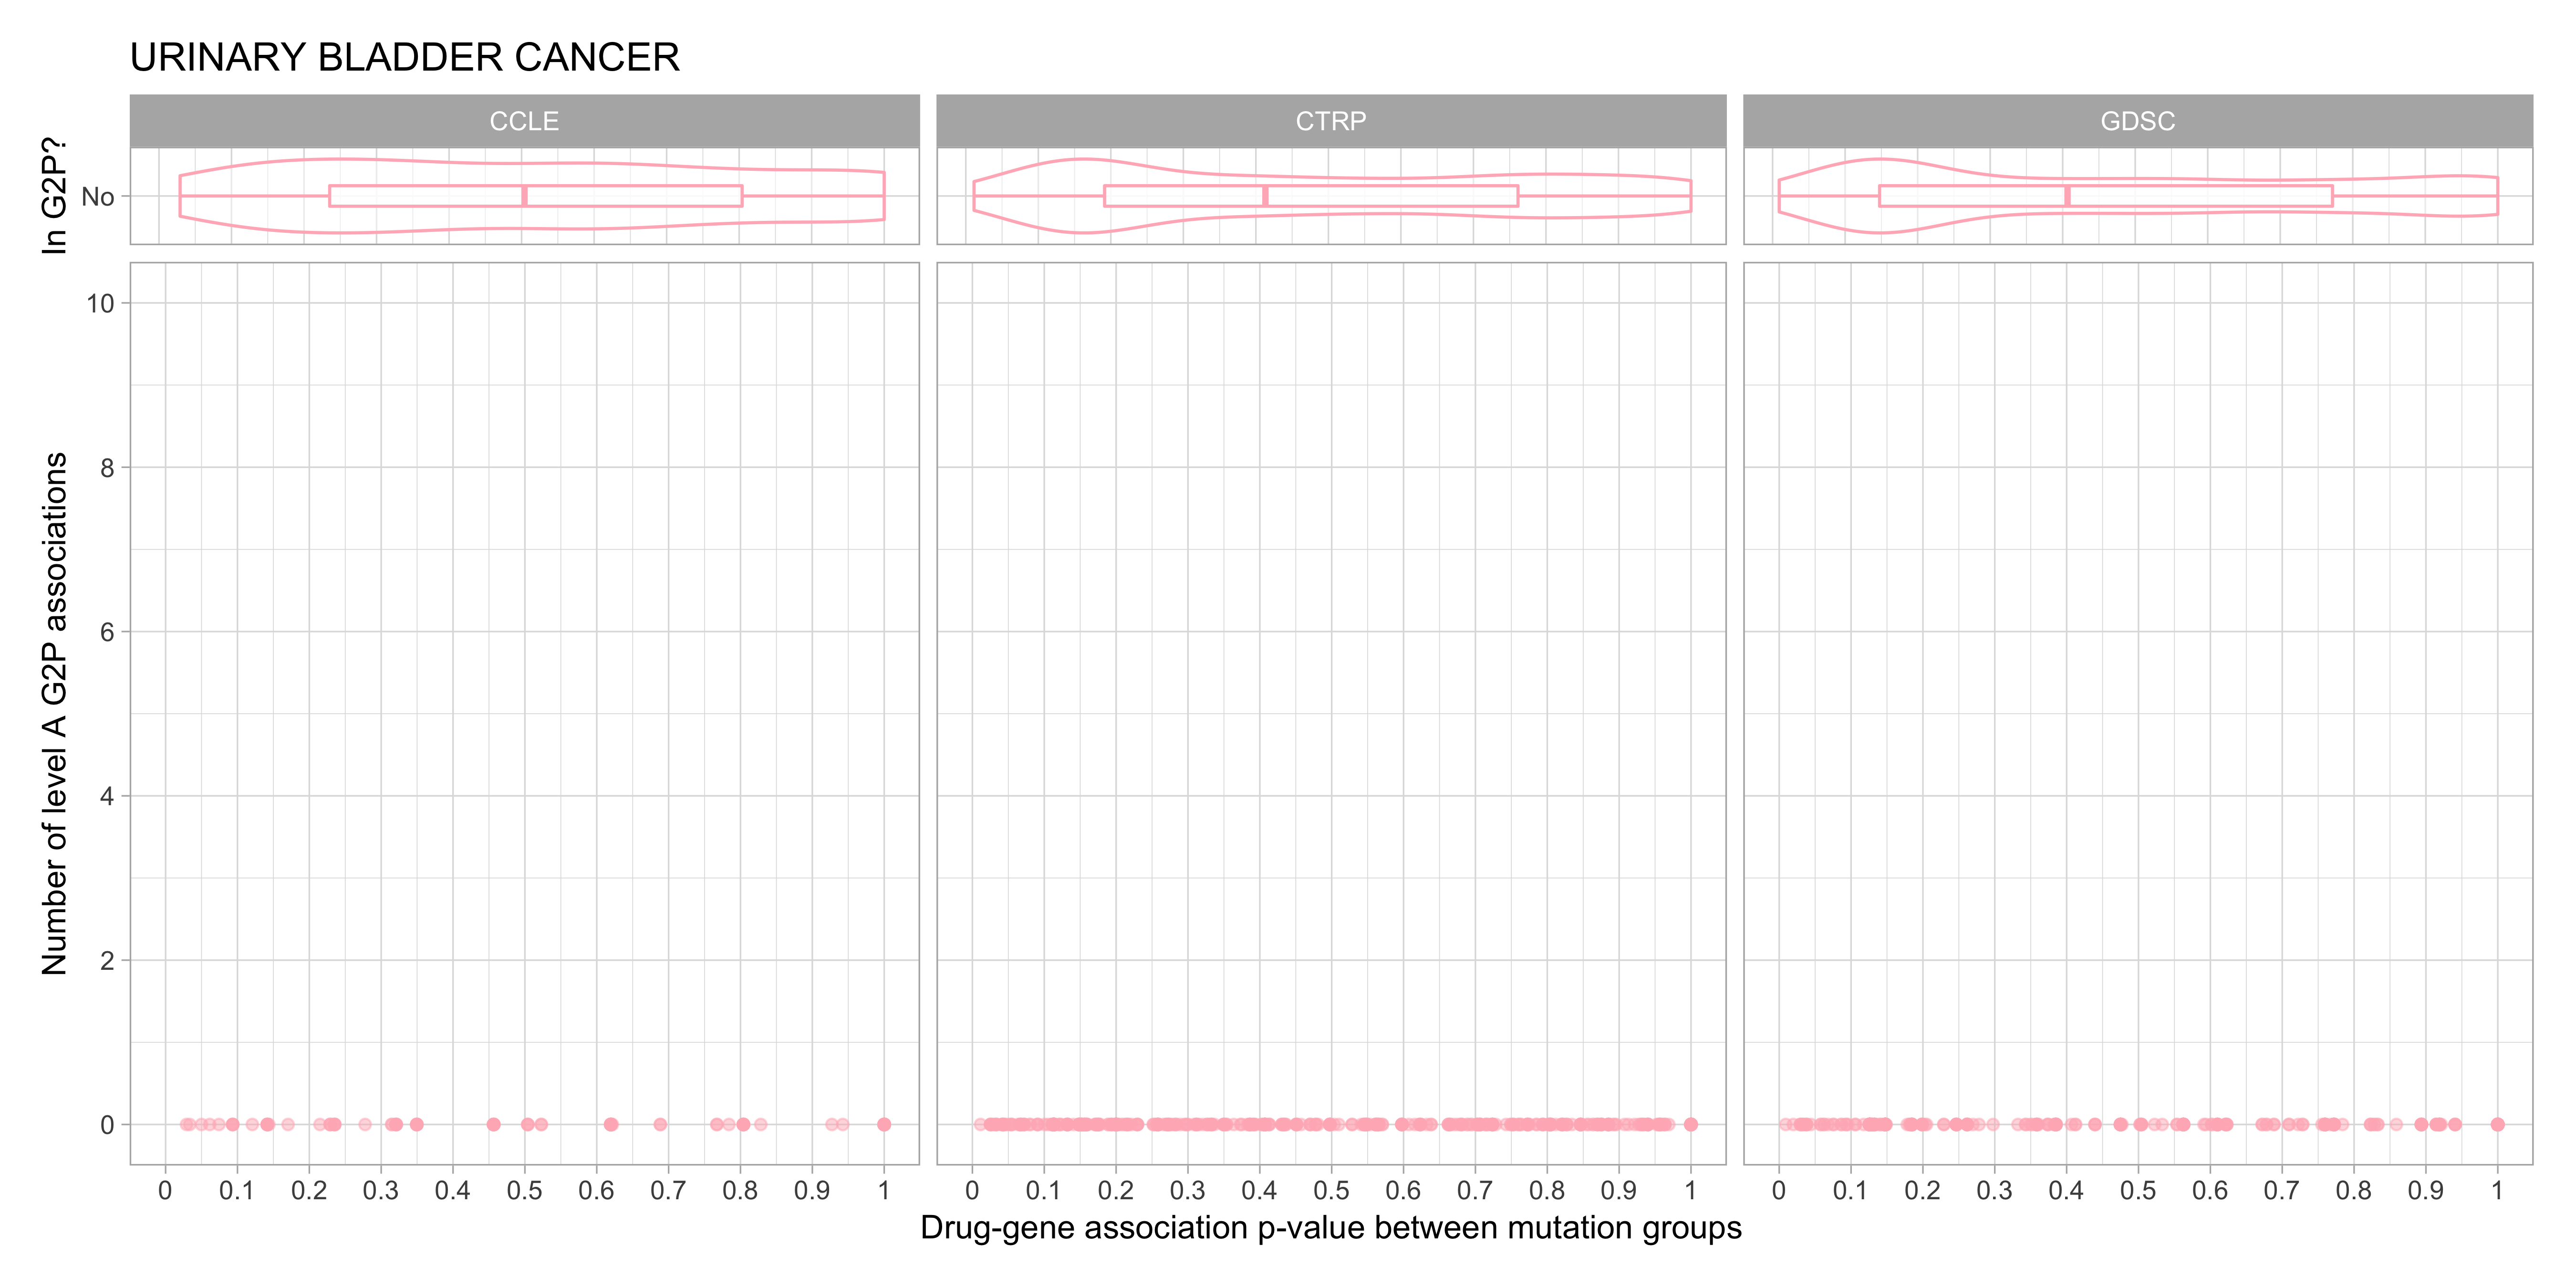 URINARY BLADDER CANCER
CCLE CTRP GDSC
In G2P?
No
Number of level A G2P associations
10
8
6
4
2
0
0 0.1 0.2 0.3 0.4 0.5 0.6 0.7 0.8 0.9 1 0 0.1 0.2 0.3 0.4 0.5 0.6 0.7 0.8 0.9 1 0 0.1 0.2 0.3 0.4 0.5 0.6 0.7 0.8 0.9 1
Drug-gene association p-value between mutation groups